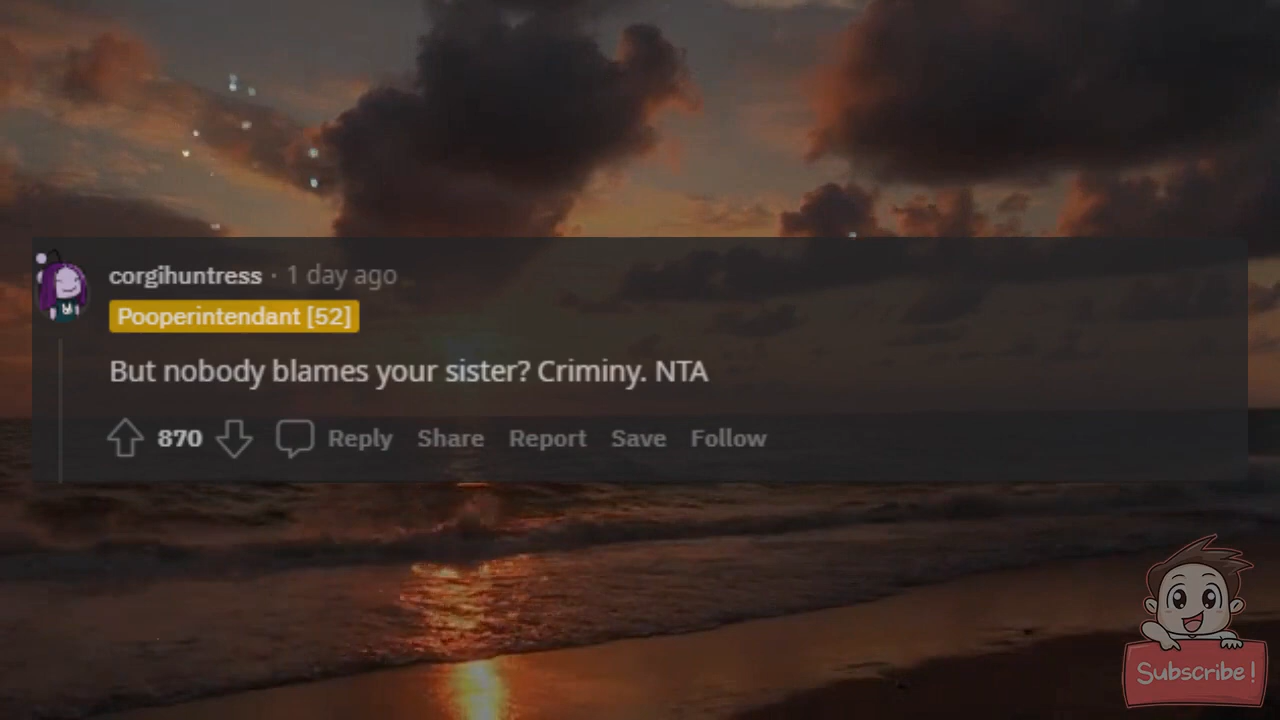 corgihuntress · 1 day ago
Pooperintendant [52]
But nobody blames your sister? Criminy. NTA
870 Reply Share Report Save Follow
Subscribe!